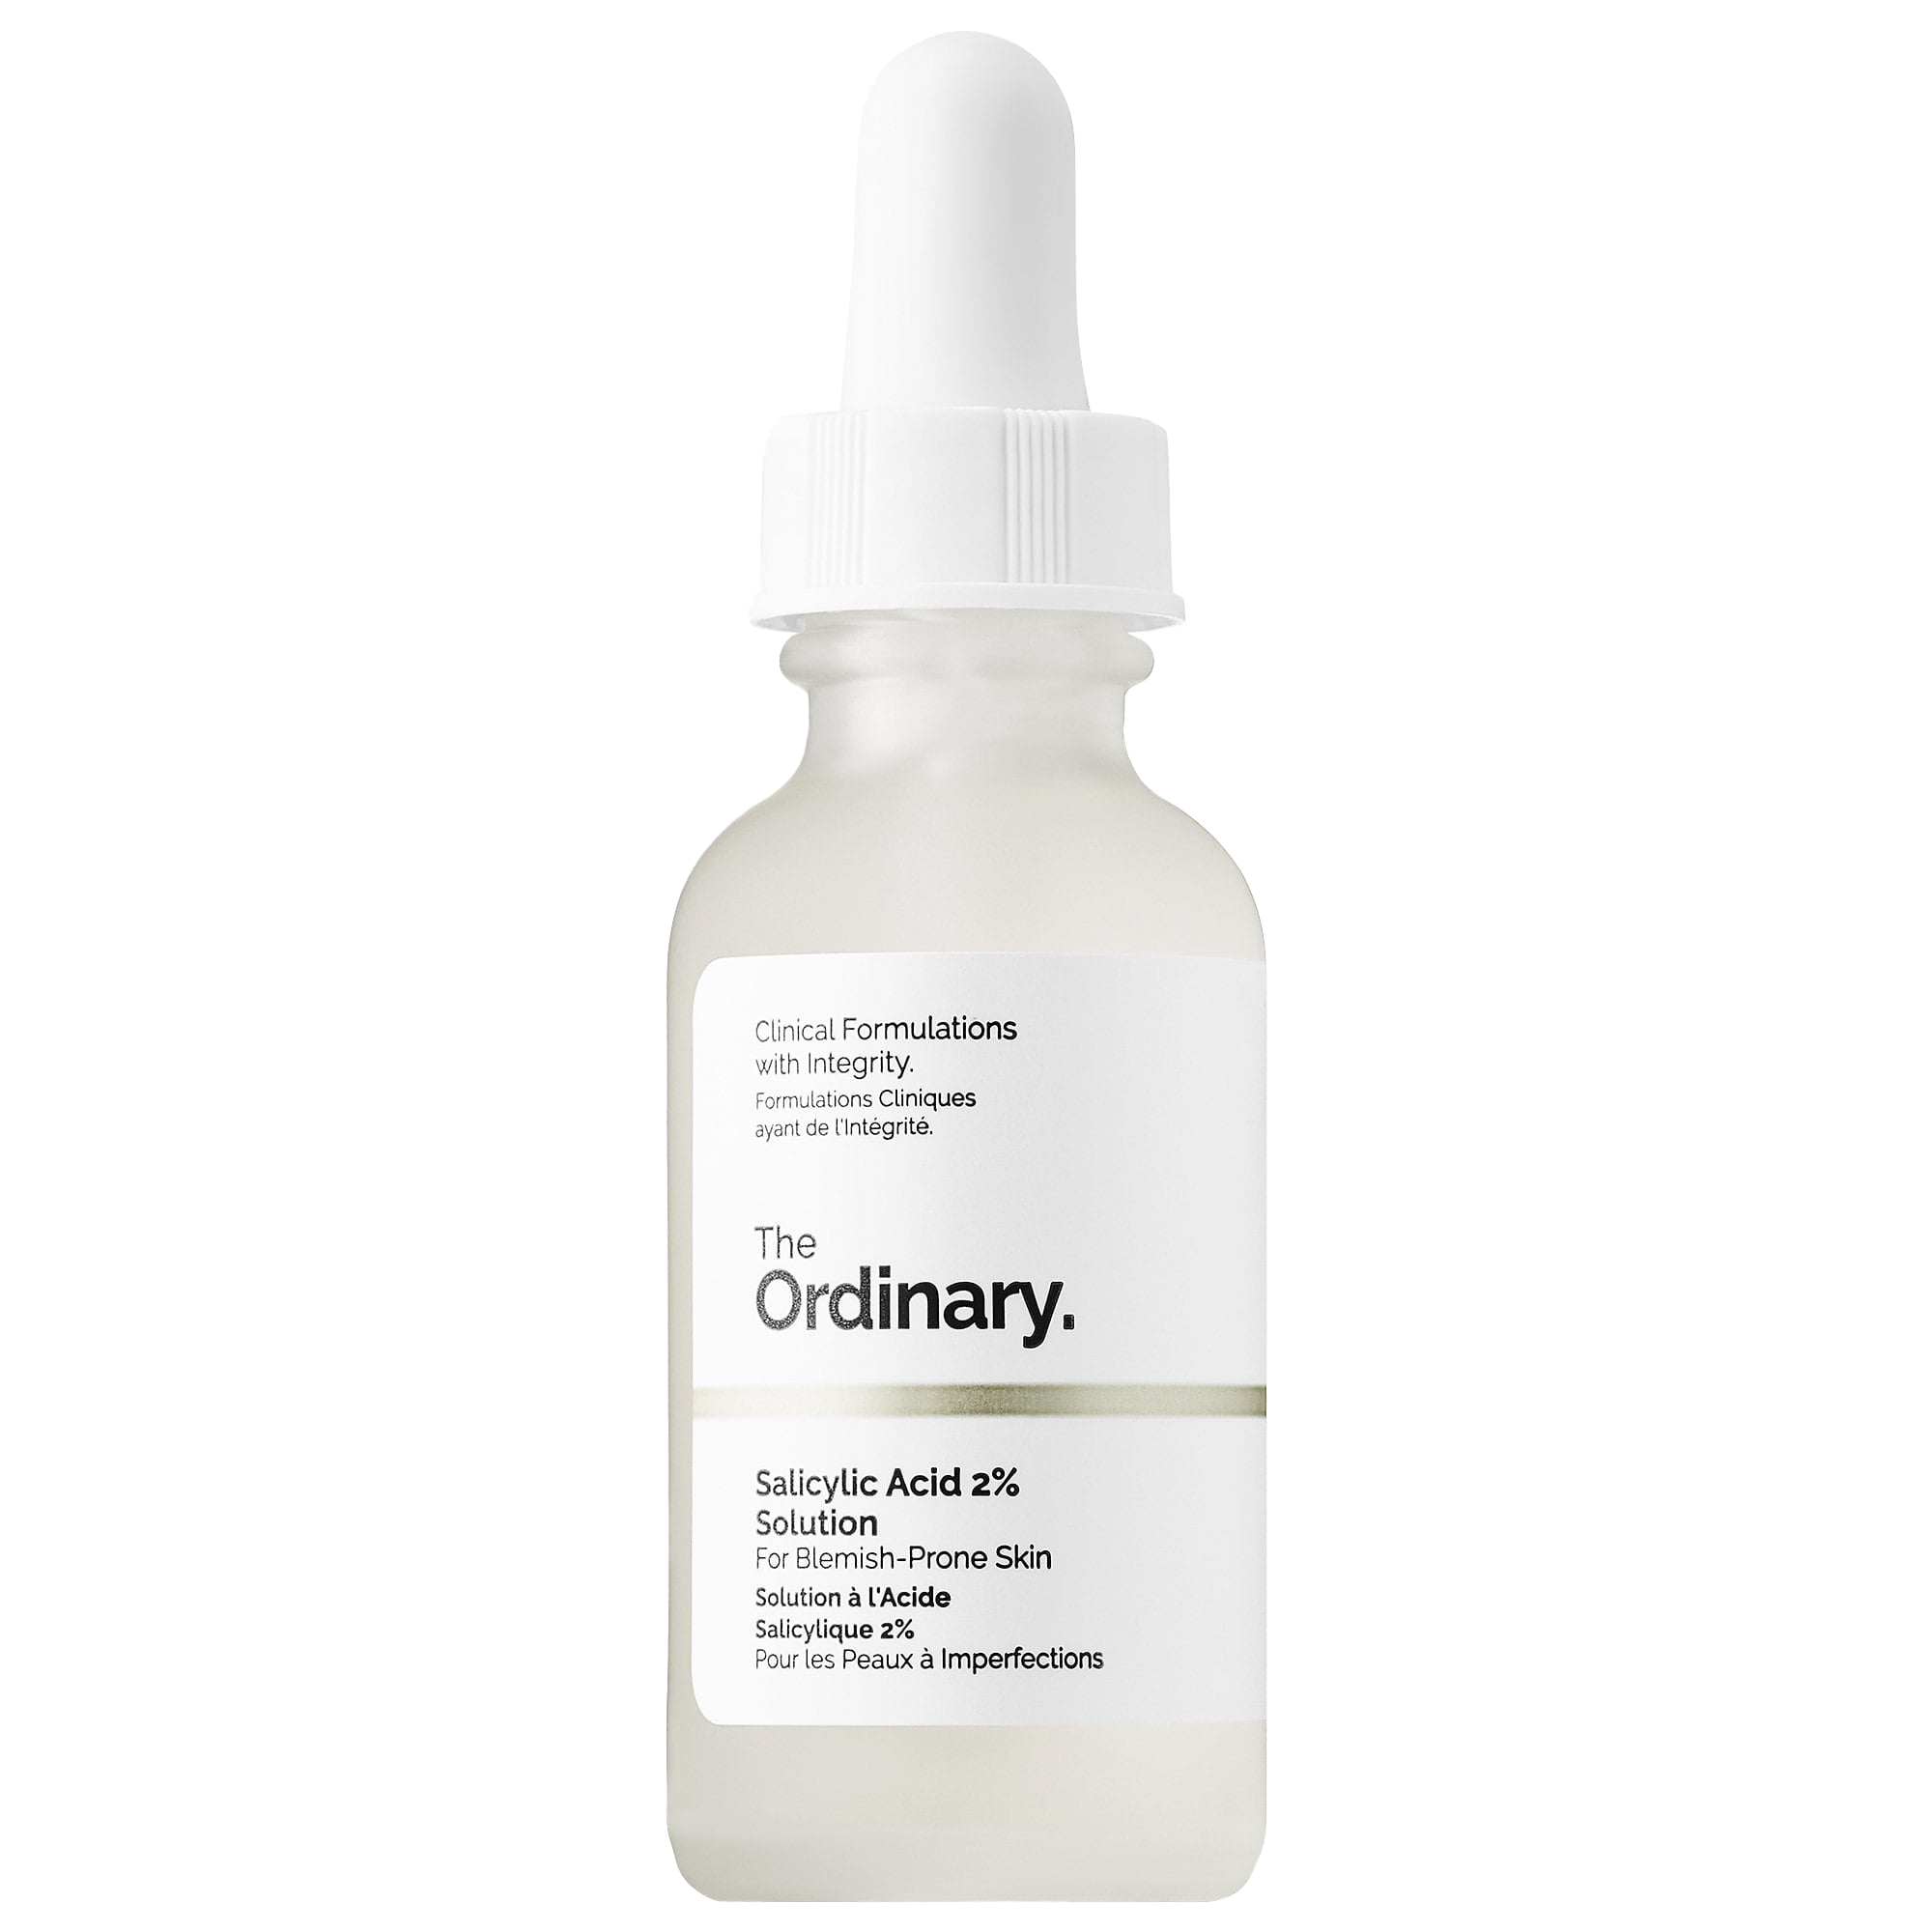 Clinical Formulations
with Integrity.
Formulations Cliniques
ayant de l'Intégrité.
The
Ordinary.
Salicylic Acid 2%
Solution
For Blemish-Prone Skin
Solution à l'Acide
Salicylique 2%
Pour les Peaux à Imperfections